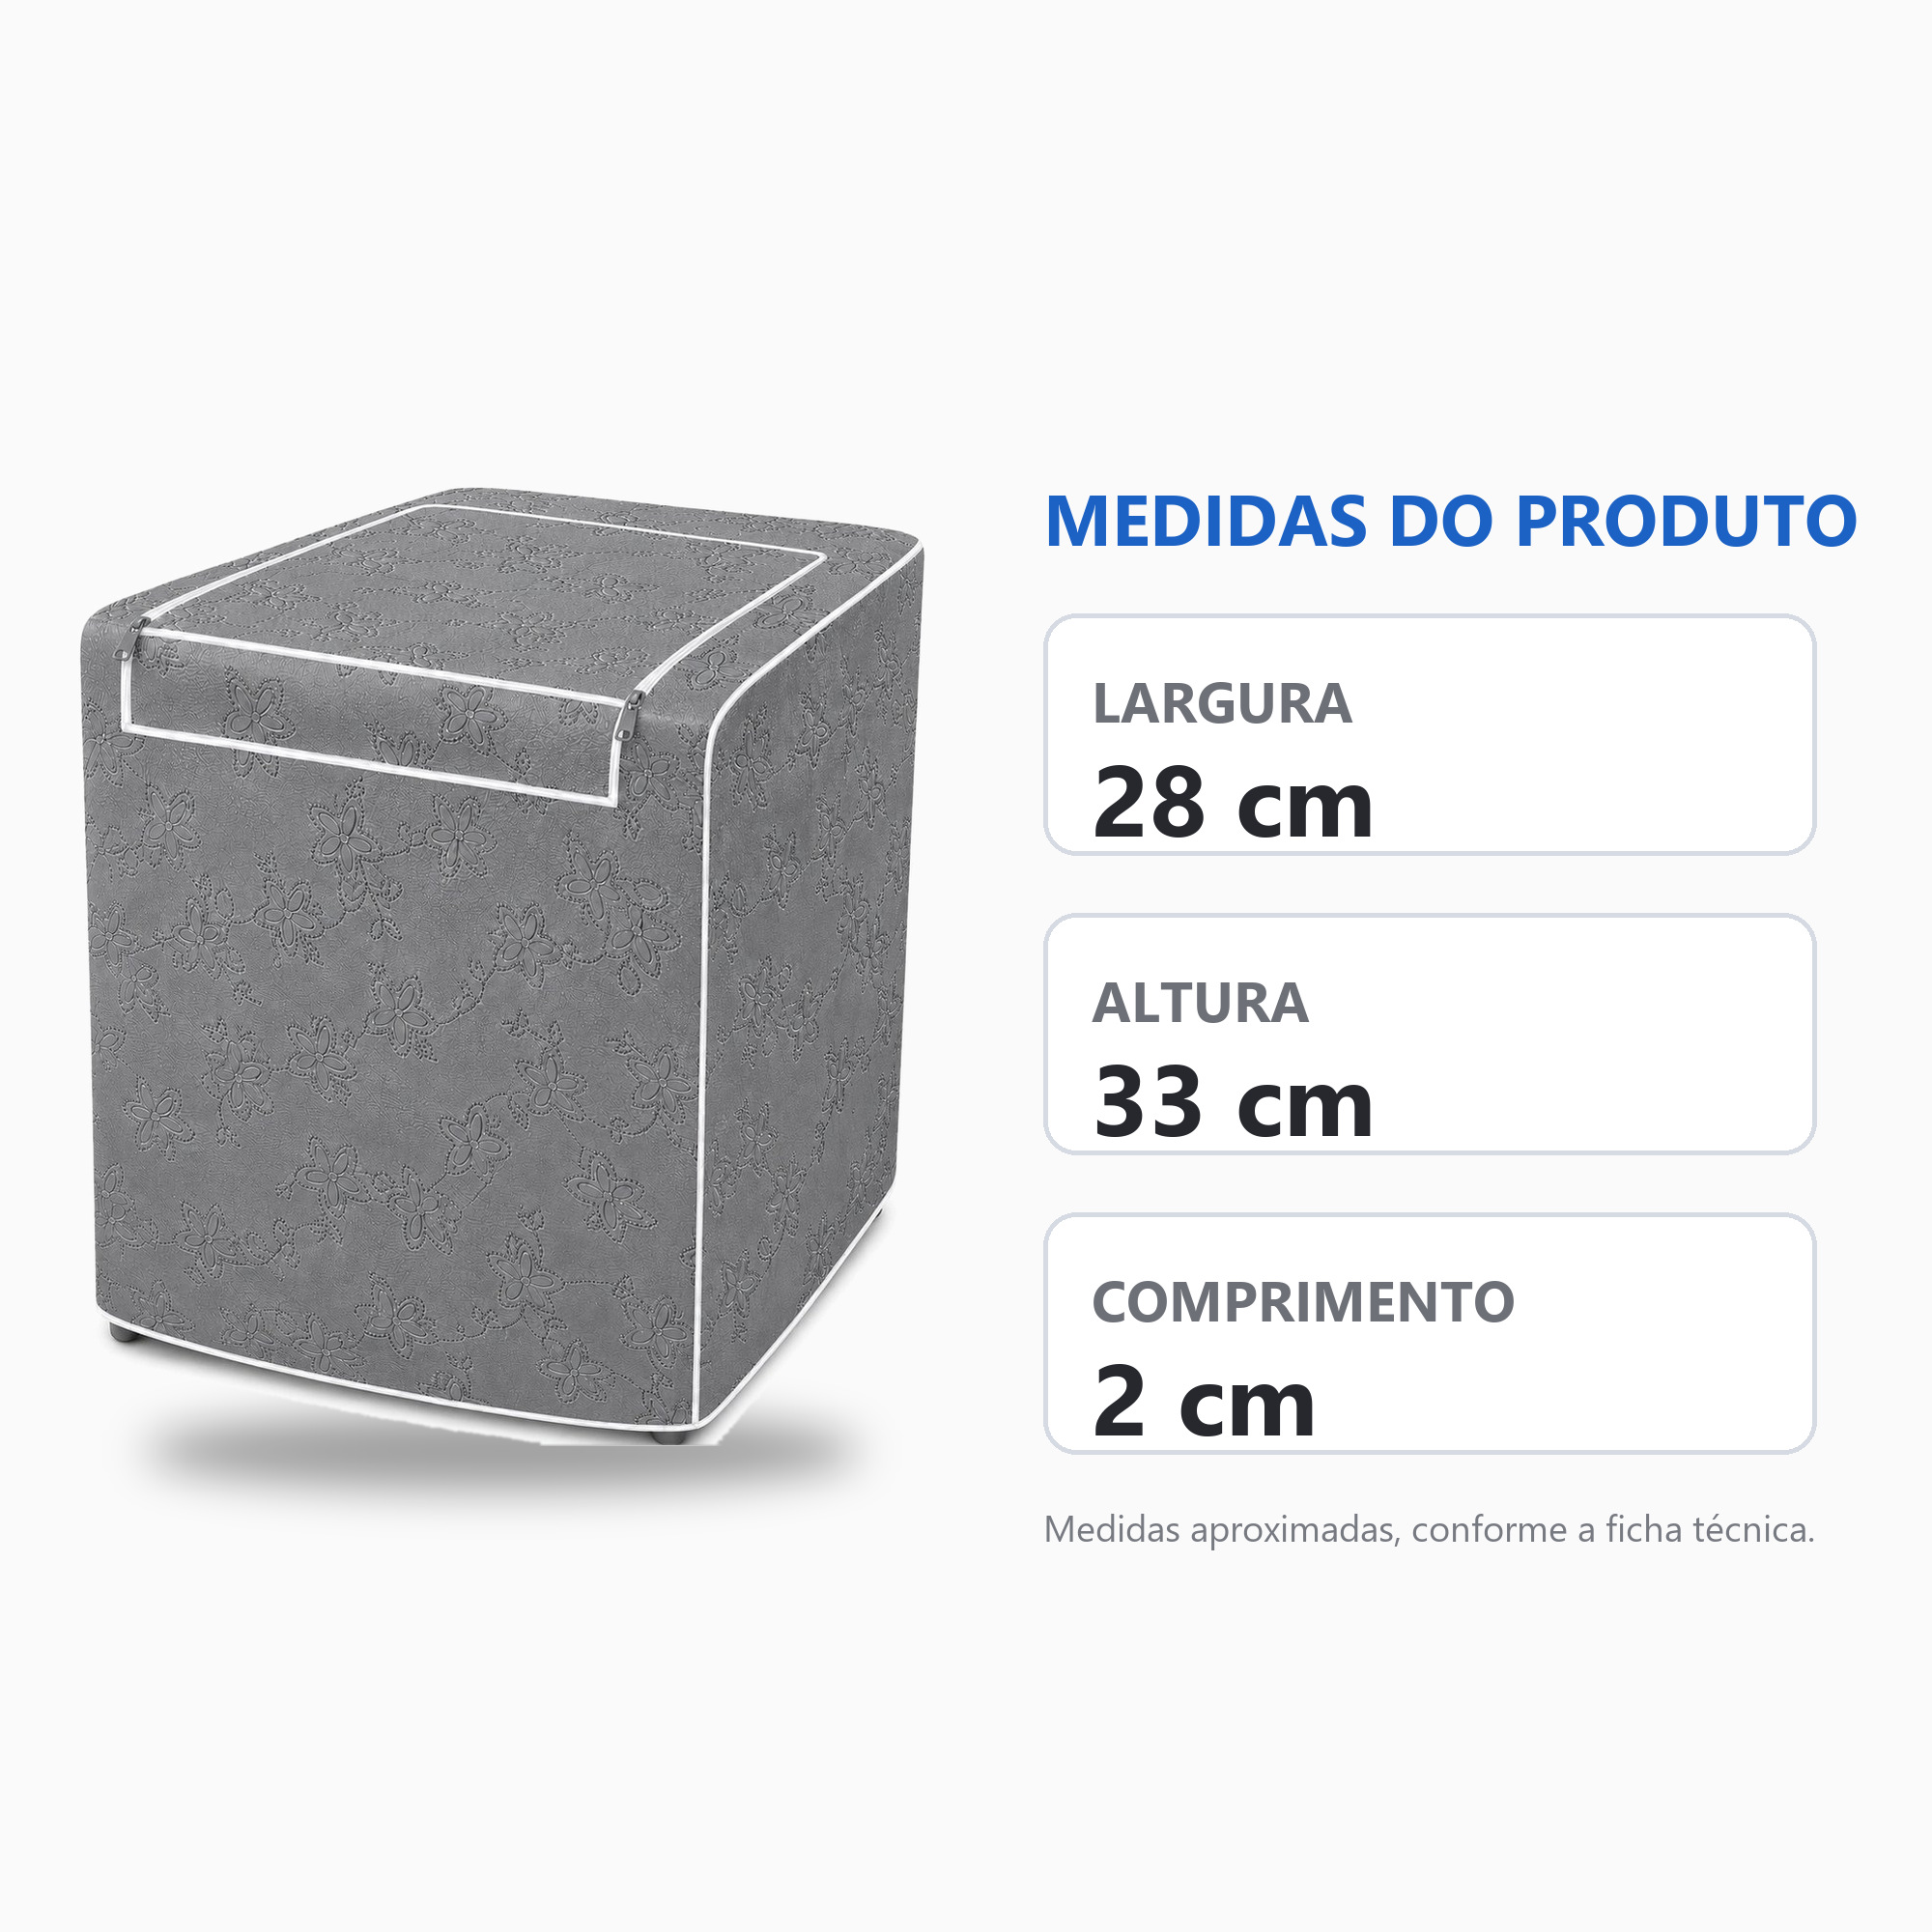 MEDIDAS DO PRODUTO
LARGURA
28 cm
ALTURA
33 cm
COMPRIMENTO
2 cm
Medidas aproximadas, conforme a ficha técnica.